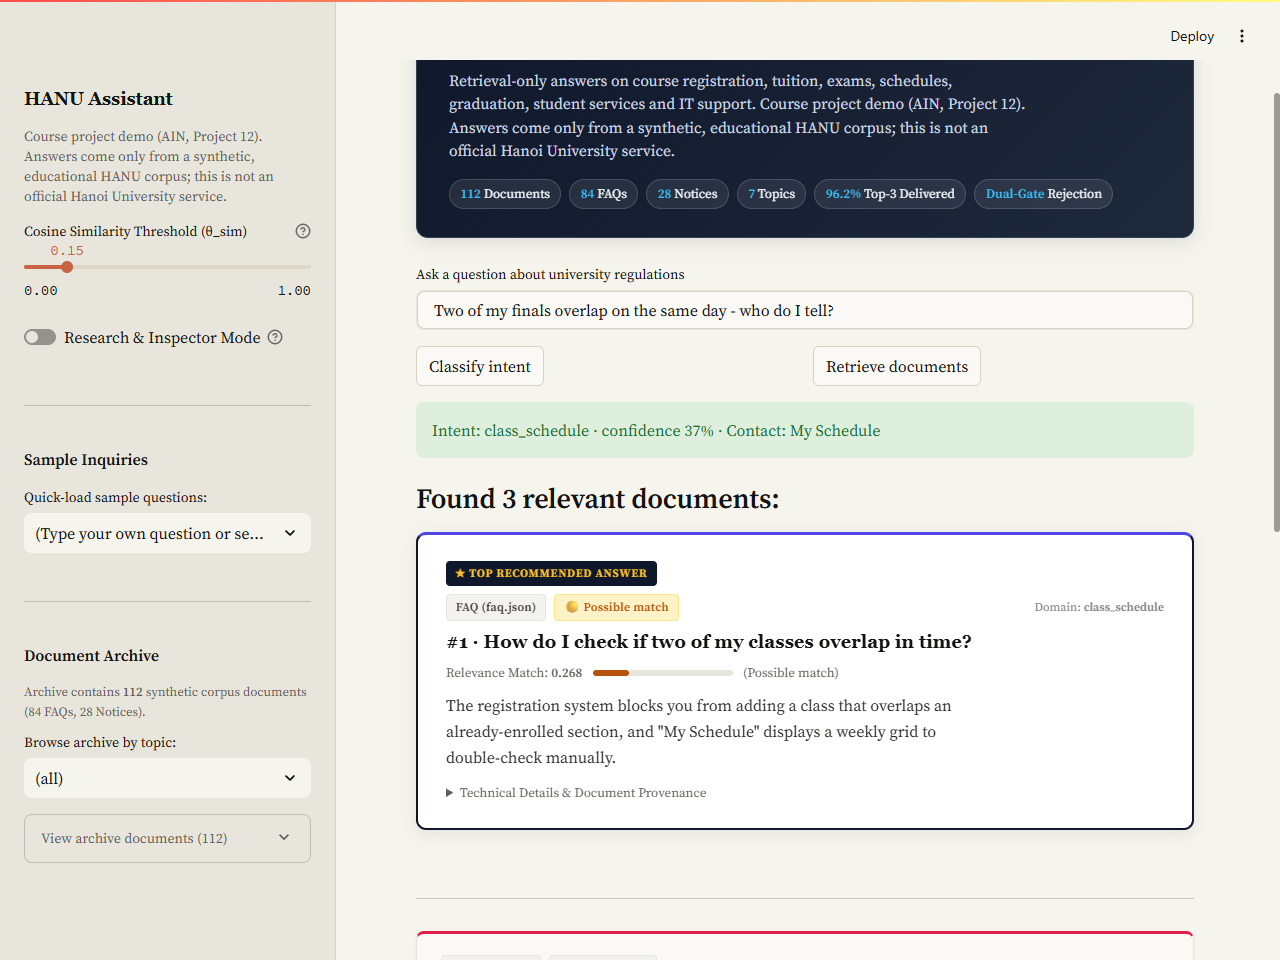 Deploy
HANU Assistant
Course project demo (AIN, Project 12).
Answers come only from a synthetic,
educational HANU corpus; this is not an
official Hanoi University service.
Cosine Similarity Threshold (θ_sim)
0.15
0.00 1.00
Research & Inspector Mode
Sample Inquiries
Quick-load sample questions:
(Type your own question or se...
Document Archive
Archive contains 112 synthetic corpus documents
(84 FAQs, 28 Notices).
Browse archive by topic:
(all)
View archive documents (112)
Retrieval-only answers on course registration, tuition, exams, schedules,
graduation, student services and IT support. Course project demo (AIN, Project 12).
Answers come only from a synthetic, educational HANU corpus; this is not an
official Hanoi University service.
112 Documents 84 FAQs 28 Notices 7 Topics 96.2% Top-3 Delivered Dual-Gate Rejection
Ask a question about university regulations
Two of my finals overlap on the same day - who do I tell?
Classify intent Retrieve documents
Intent: class_schedule · confidence 37% · Contact: My Schedule
Found 3 relevant documents:
★ TOP RECOMMENDED ANSWER
FAQ (faq.json) Possible match Domain: class_schedule
#1 · How do I check if two of my classes overlap in time?
Relevance Match: 0.268 (Possible match)
The registration system blocks you from adding a class that overlaps an
already-enrolled section, and "My Schedule" displays a weekly grid to
double-check manually.
Technical Details & Document Provenance